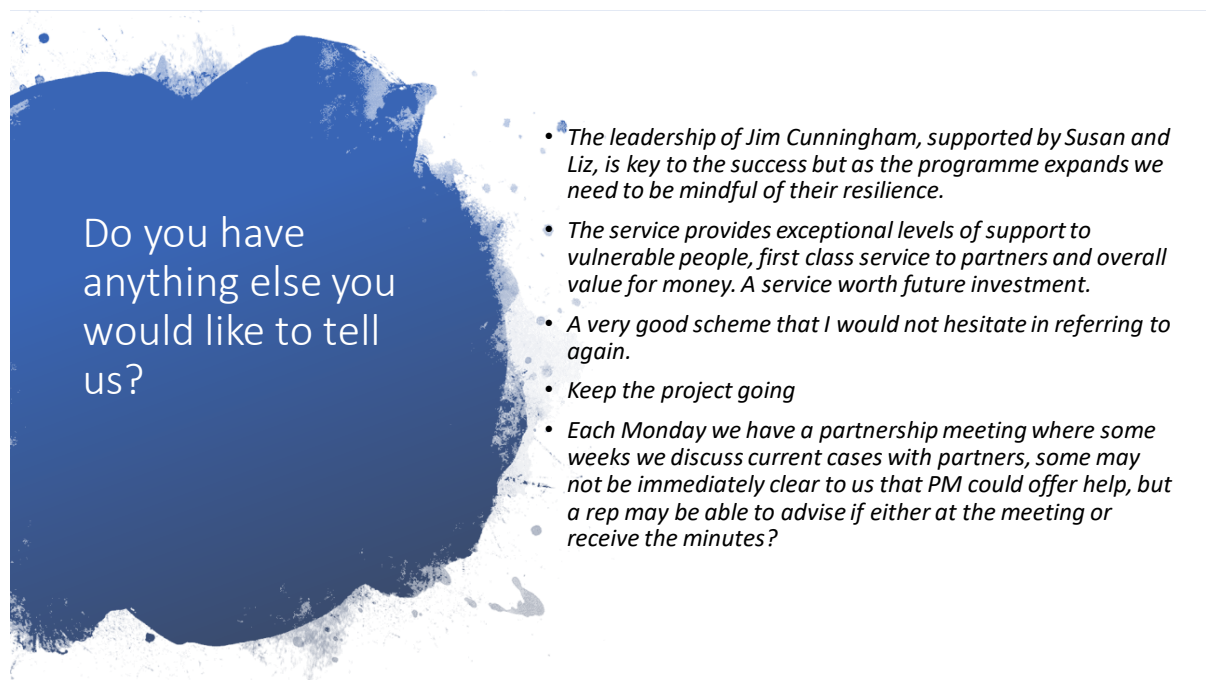 Do you have
anything else you
would like to tell
us?
• The leadership of Jim Cunningham, supported by Susan and
Liz, is key to the success but as the programme expands we
need to be mindful of their resilience.
• The service provides exceptional levels of support to
vulnerable people, first class service to partners and overall
value for money. A service worth future investment.
• A very good scheme that I would not hesitate in referring to
again.
• Keep the project going
• Each Monday we have a partnership meeting where some
weeks we discuss current cases with partners, some may
not be immediately clear to us that PM could offer help, but
a rep may be able to advise if either at the meeting or
receive the minutes?